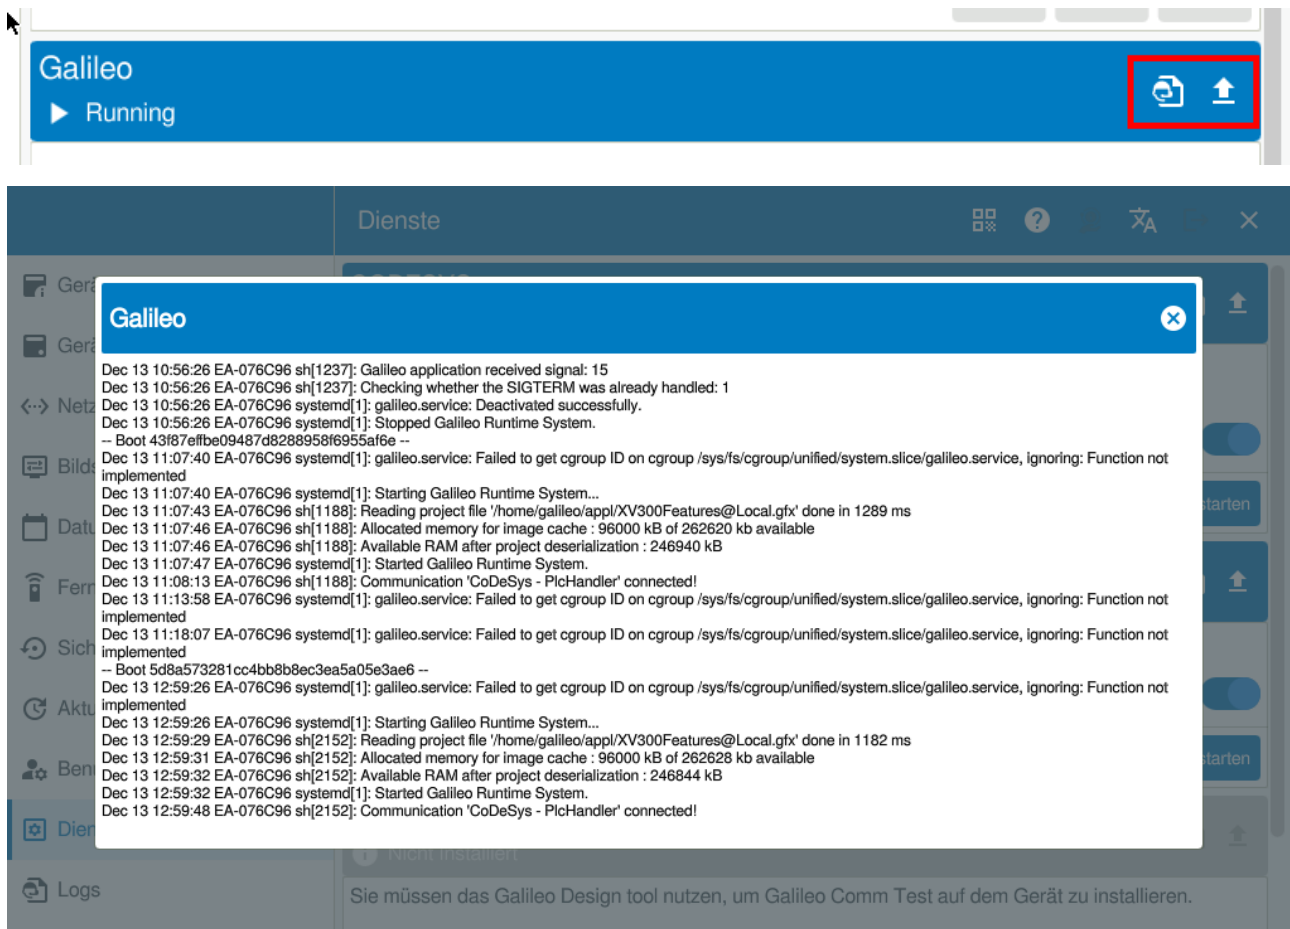 Galileo
Running
Dienste
Galileo
Dec 13 10:56:26 EA-076C96 sh[1237]: Galileo application received signal: 15
Dec 13 10:56:26 EA-076C96 sh[1237]: Checking whether the SIGTERM was already handled: 1
Dec 13 10:56:26 EA-076C96 systemd[1]: galileo.service: Deactivated successfully.
Dec 13 10:56:26 EA-076C96 systemd[1]: Stopped Galileo Runtime System.
-- Boot 43f87effbe09487d8288958f6955af6e --
Dec 13 11:07:40 EA-076C96 systemd[1]: galileo.service: Failed to get cgroup ID on cgroup /sys/fs/cgroup/unified/system.slice/galileo.service, ignoring: Function not
implemented
Dec 13 11:07:40 EA-076C96 systemd[1]: Starting Galileo Runtime System...
Dec 13 11:07:43 EA-076C96 sh[1188]: Reading project file '/home/galileo/appl/XV300Features@Local.gfx' done in 1289 ms
Dec 13 11:07:46 EA-076C96 sh[1188]: Allocated memory for image cache : 96000 kB of 262620 kb available
Dec 13 11:07:46 EA-076C96 sh[1188]: Available RAM after project deserialization : 246940 kB
Dec 13 11:07:47 EA-076C96 systemd[1]: Started Galileo Runtime System.
Dec 13 11:08:13 EA-076C96 sh[1188]: Communication 'CoDeSys - PlcHandler' connected!
Dec 13 11:13:58 EA-076C96 systemd[1]: galileo.service: Failed to get cgroup ID on cgroup /sys/fs/cgroup/unified/system.slice/galileo.service, ignoring: Function not
implemented
Dec 13 11:18:07 EA-076C96 systemd[1]: galileo.service: Failed to get cgroup ID on cgroup /sys/fs/cgroup/unified/system.slice/galileo.service, ignoring: Function not
implemented
-- Boot 5d8a573281cc4bb8b8ec3ea5a05e3ae6 --
Dec 13 12:59:26 EA-076C96 systemd[1]: galileo.service: Failed to get cgroup ID on cgroup /sys/fs/cgroup/unified/system.slice/galileo.service, ignoring: Function not
implemented
Dec 13 12:59:26 EA-076C96 systemd[1]: Starting Galileo Runtime System...
Dec 13 12:59:29 EA-076C96 sh[2152]: Reading project file '/home/galileo/appl/XV300Features@Local.gfx' done in 1182 ms
Dec 13 12:59:31 EA-076C96 sh[2152]: Allocated memory for image cache : 96000 kB of 262628 kb available
Dec 13 12:59:32 EA-076C96 sh[2152]: Available RAM after project deserialization : 246844 kB
Dec 13 12:59:32 EA-076C96 systemd[1]: Started Galileo Runtime System.
Dec 13 12:59:48 EA-076C96 sh[2152]: Communication 'CoDeSys - PlcHandler' connected!
Nicht installiert
Logs
Sie müssen das Galileo Design tool nutzen, um Galileo Comm Test auf dem Gerät zu installieren.